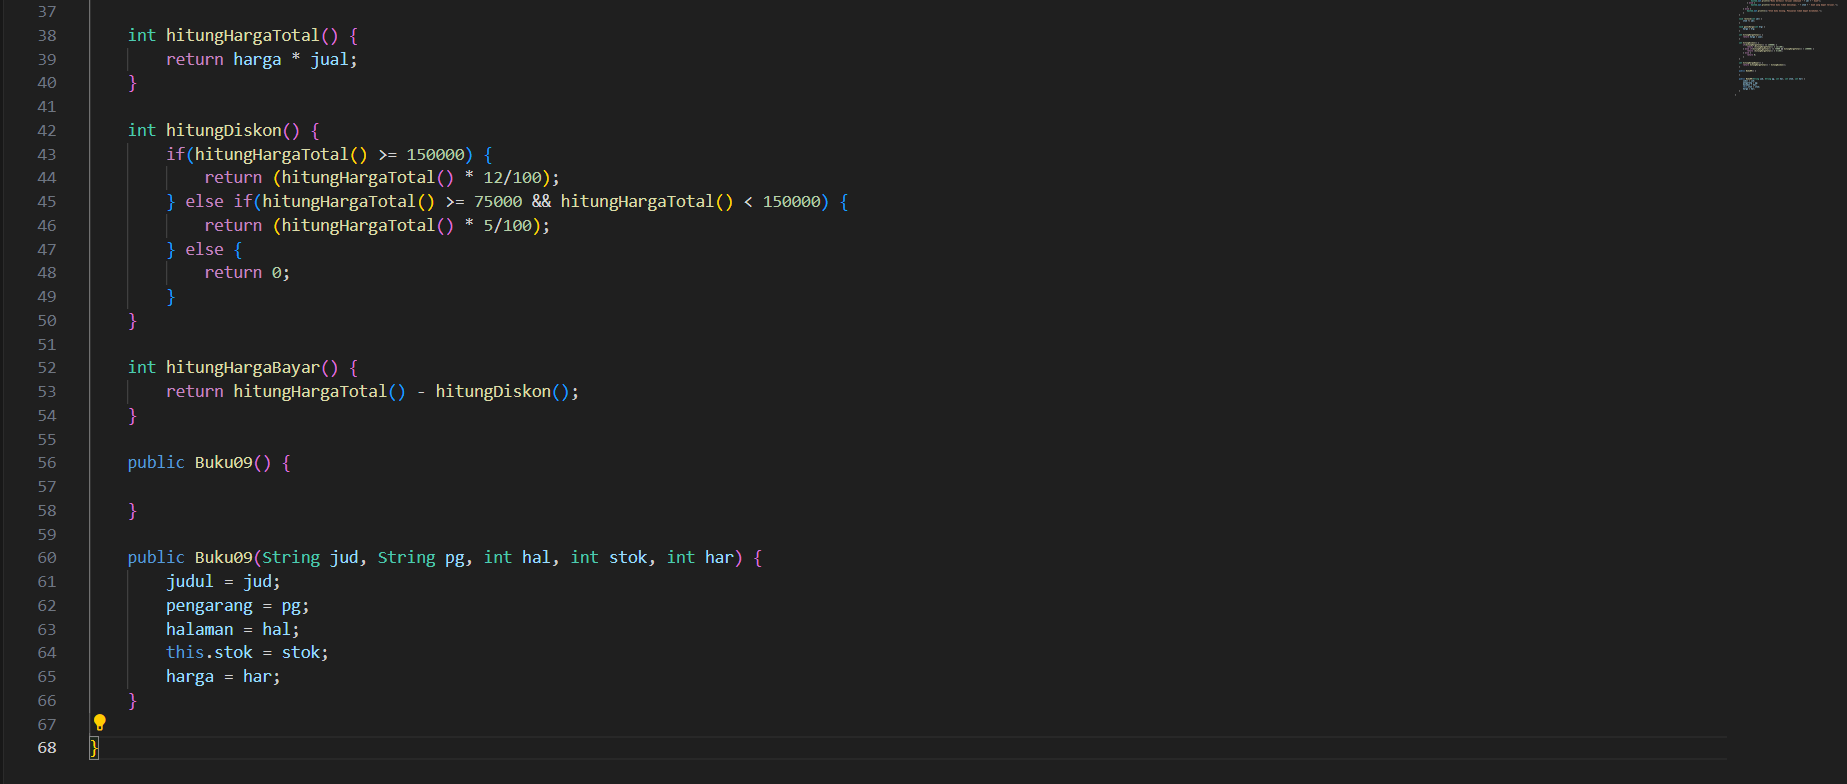 37
38 int hitungHargaTotal() {
39 return harga * jual;
40 }
41
42 int hitungDiskon() {
43 if(hitungHargaTotal() >= 150000) {
44 return (hitungHargaTotal() * 12/100);
45 } else if(hitungHargaTotal() >= 75000 && hitungHargaTotal() < 150000) {
46 return (hitungHargaTotal() * 5/100);
47 } else {
48 return 0;
49 }
50 }
51
52 int hitungHargaBayar() {
53 return hitungHargaTotal() - hitungDiskon();
54 }
55
56 public Buku09() {
57
58 }
59
60 public Buku09(String jud, String pg, int hal, int stok, int har) {
61 judul = jud;
62 pengarang = pg;
63 halaman = hal;
64 this.stok = stok;
65 harga = har;
66 }
67
68 }